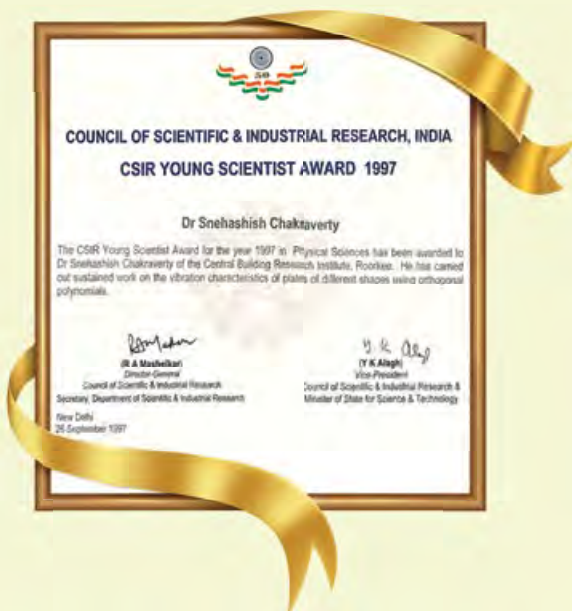 50
COUNCIL OF SCIENTIFIC & INDUSTRIAL RESEARCH, INDIA
CSIR YOUNG SCIENTIST AWARD 1997
Dr Snehashish Chakraverty
The CSIR Young Scientist Award for the year 1997 in Physical Sciences has been awarded to
Dr Snehashish Chakraverty of the Central Building Research Institute, Roorkee. He has carried
out sustained work on the vibration characteristics of plates of different shapes using orthogonal
polynomials.
(R A Mashelkar)
Director-General
Council of Scientific & Industrial Research
Secretary, Department of Scientific & Industrial Research
New Delhi
26 September 1997
Y. K. Alagh
(Y K Alagh)
Vice-President
Council of Scientific & Industrial Research &
Minister of State for Science & Technology